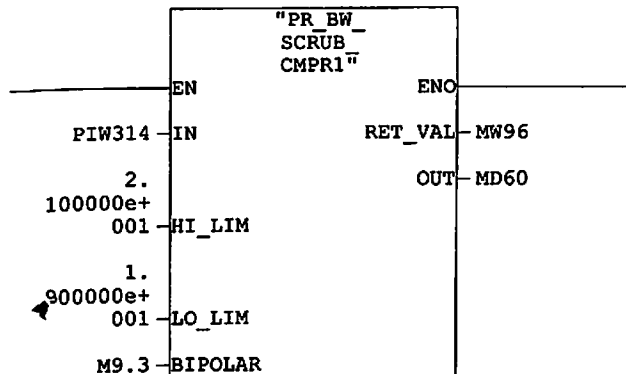 "PR_BW_
SCRUB_
CMPR1"
EN ENO
PIW314 IN RET_VAL MW96
OUT MD60
2.
100000e+
001 HI_LIM
1.
900000e+
001 LO_LIM
M9.3 BIPOLAR